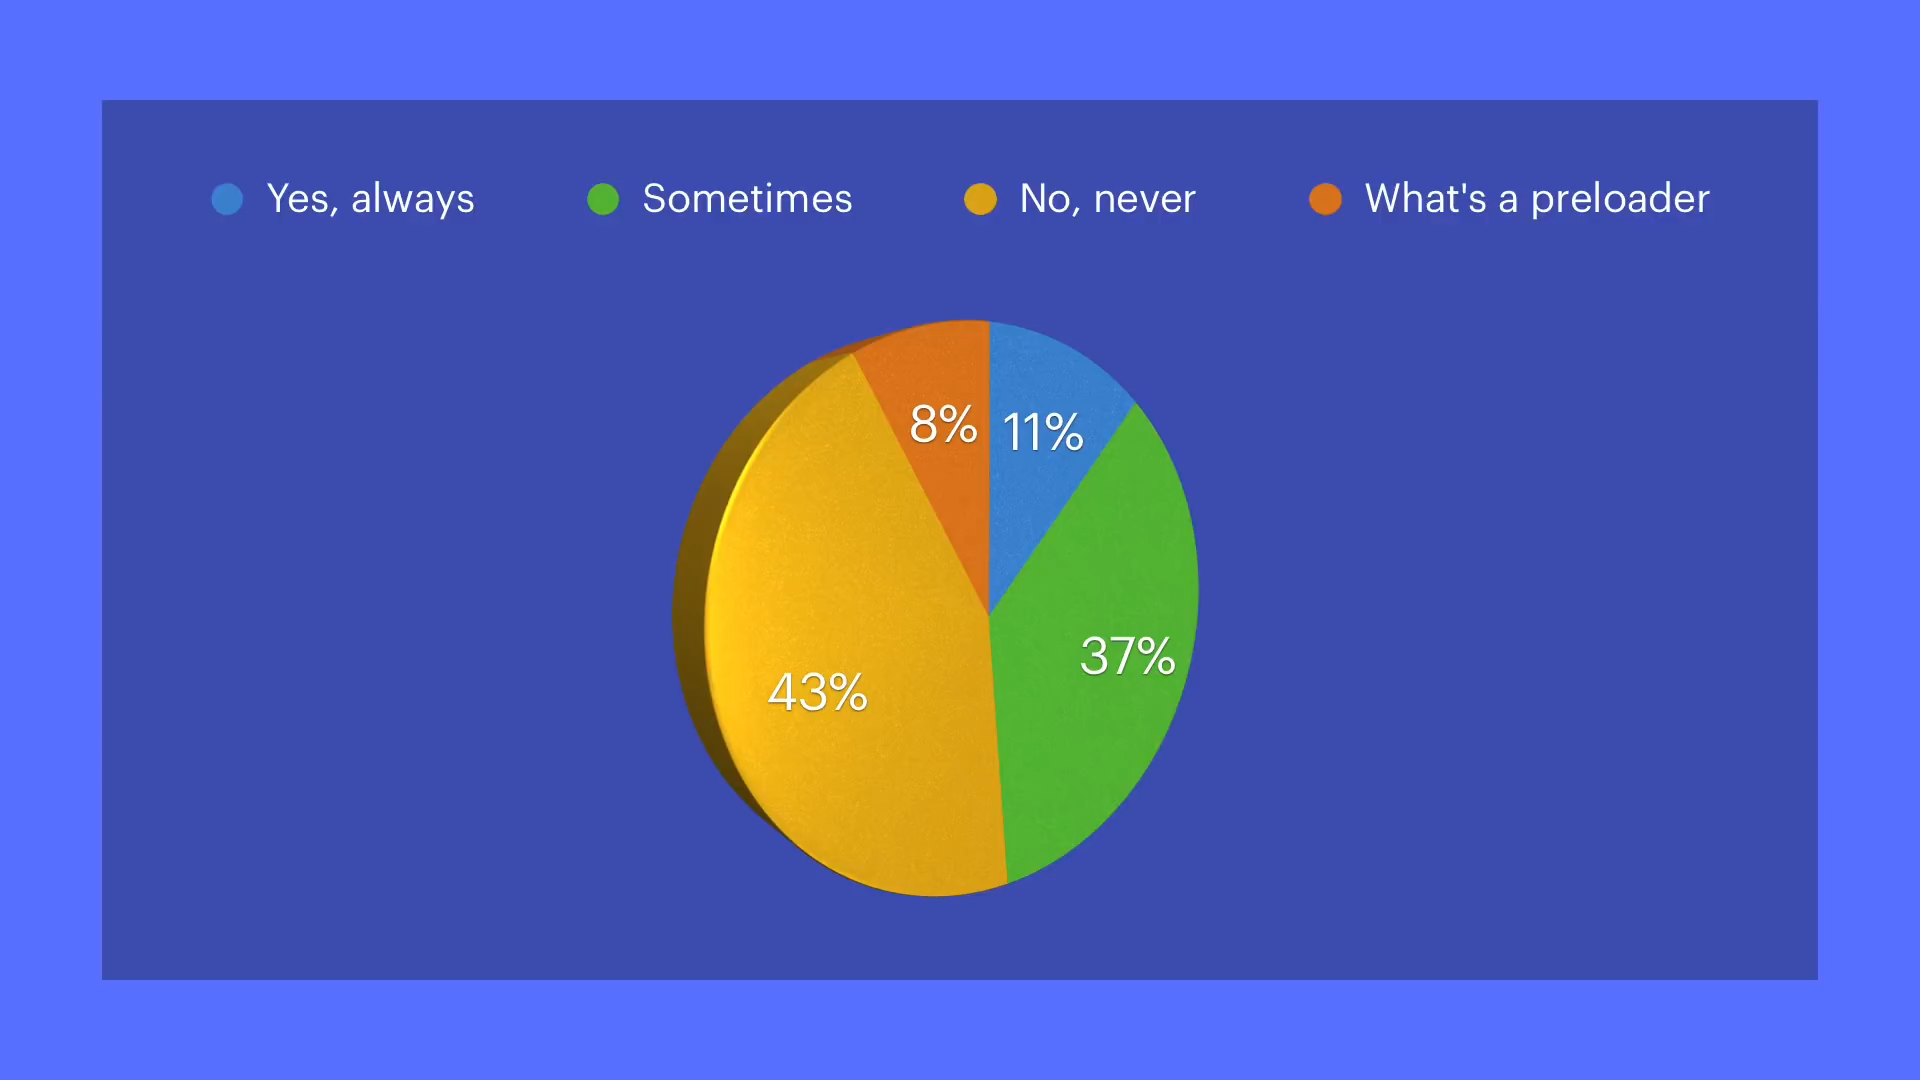 Yes, always
Sometimes
No, never
What's a preloader
8%
11%
37%
43%